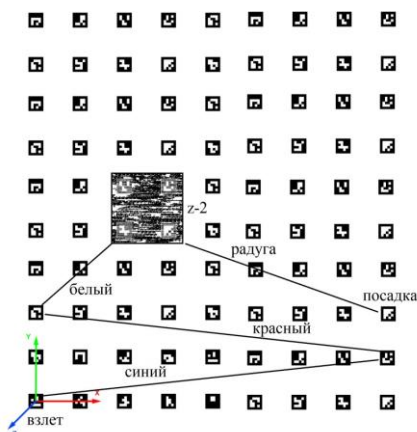 z-2
радуга
белый
посадка
красный
синий
Y
X
взлет